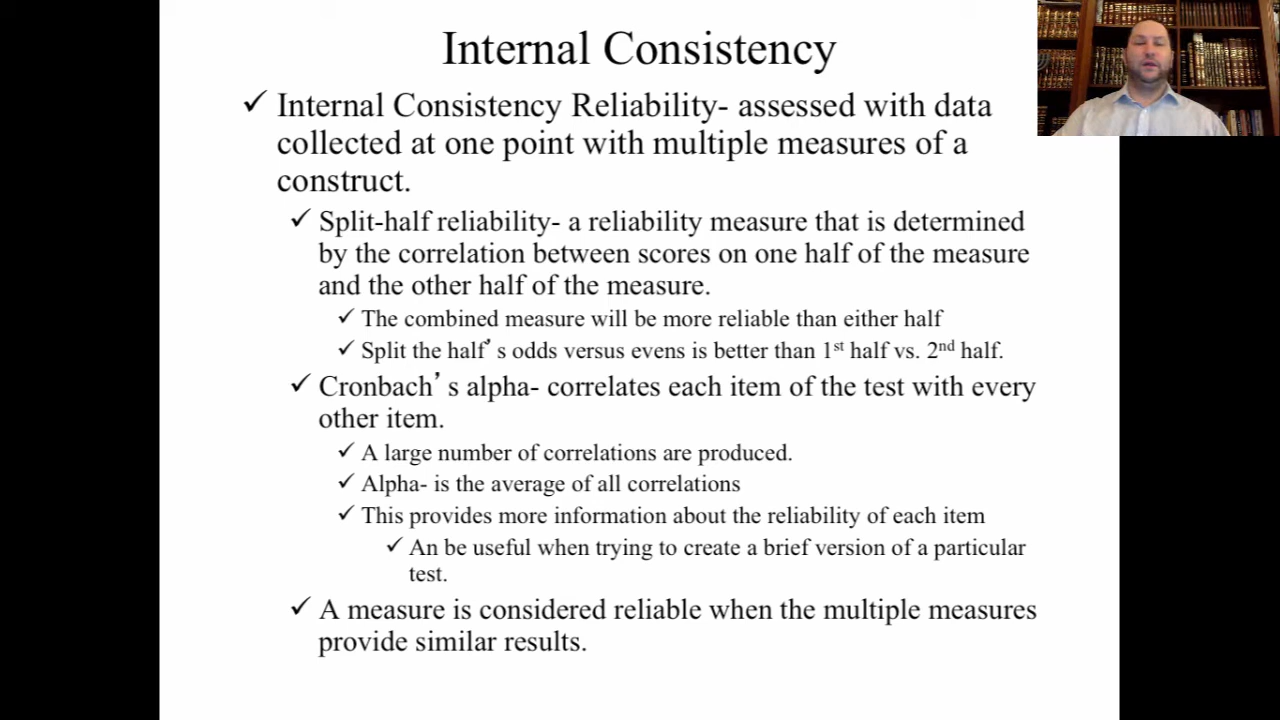 Internal Consistency
✓ Internal Consistency Reliability- assessed with data
collected at one point with multiple measures of a
construct.
✓ Split-half reliability- a reliability measure that is determined
by the correlation between scores on one half of the measure
and the other half of the measure.
✓ The combined measure will be more reliable than either half
✓ Split the half’s odds versus evens is better than 1st half vs. 2nd half.
✓ Cronbach’s alpha- correlates each item of the test with every
other item.
✓ A large number of correlations are produced.
✓ Alpha- is the average of all correlations
✓ This provides more information about the reliability of each item
✓ An be useful when trying to create a brief version of a particular
test.
✓ A measure is considered reliable when the multiple measures
provide similar results.